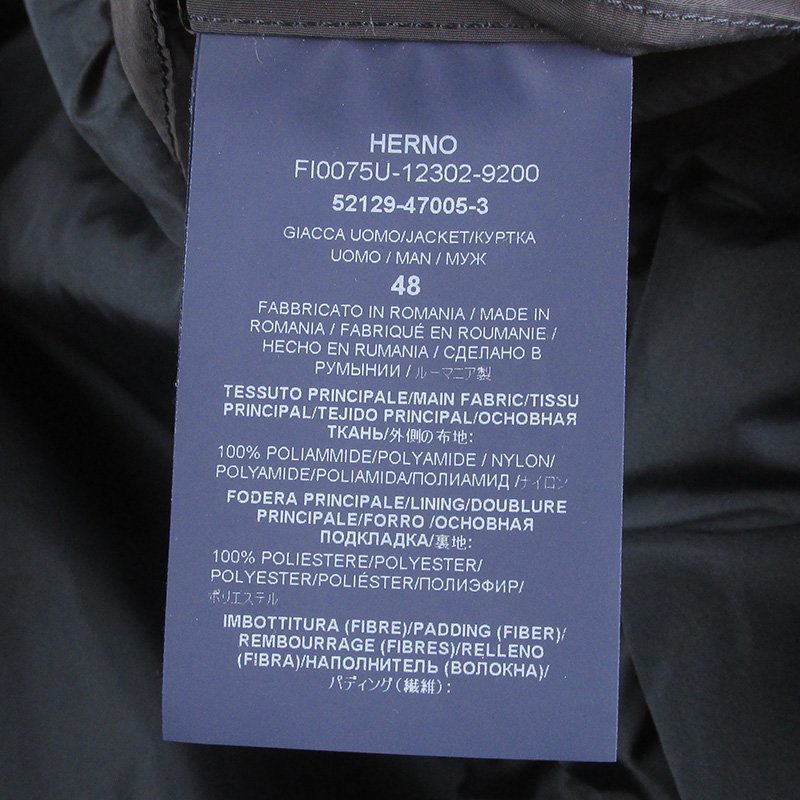 HERNO
FI0075U-12302-9200
52129-47005-3
GIACCA UOMO/JACKET/КУРТКА
UOMO / MAN / МУЖ
48
FABBRICATO IN ROMANIA / MADE IN
ROMANIA / FABRIQUÉ EN ROUMANIE /
HECHO EN RUMANIA / СДЕЛАНО В
РУМЫНИИ / ルーマニア製
TESSUTO PRINCIPALE/MAIN FABRIC/TISSU
PRINCIPAL/TEJIDO PRINCIPAL/ОСНОВНАЯ
ТКАНЬ/外側の布地:
100% POLIAMMIDE/POLYAMIDE / NYLON/
POLYAMIDE/POLIAMIDA/ПОЛИАМИД /ナイロン
FODERA PRINCIPALE/LINING/DOUBLURE
PRINCIPALE/FORRO /ОСНОВНАЯ
ПОДКЛАДКА/裏地:
100% POLIESTERE/POLYESTER/
POLYESTER/POLIÉSTER/ПОЛИЭФИР/
ポリエステル
IMBOTTITURA (FIBRE)/PADDING (FIBER)/
REMBOURRAGE (FIBRES)/RELLENO
(FIBRA)/НАПОЛНИТЕЛЬ (ВОЛОКНА)/
パディング(繊維):